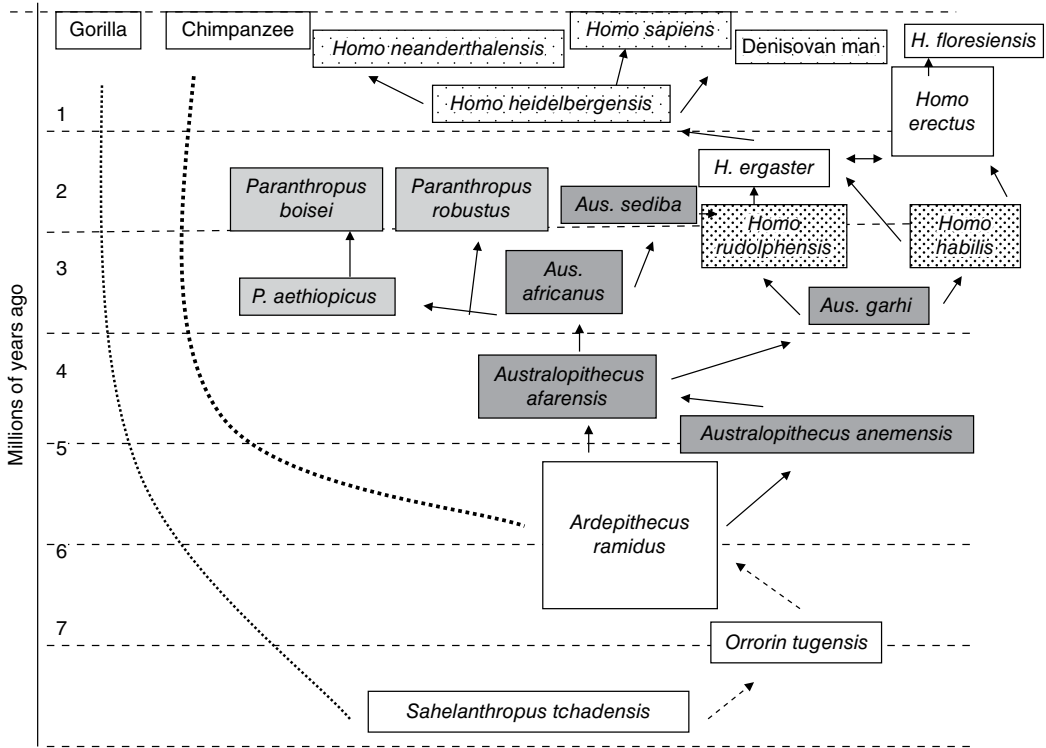 Gorilla
Chimpanzee
Homo neanderthalensis
Homo sapiens
Denisovan man
H. floresiensis
Homo heidelbergensis
Homo
erectus
1
H. ergaster
2
Paranthropus
boisei
Paranthropus
robustus
Aus. sediba
Homo
rudolphensis
Homo
habilis
3
P. aethiopicus
Aus.
africanus
Aus. garhi
4
Australopithecus
afarensis
Australopithecus anemensis
5
Ardepithecus
ramidus
6
7
Orrorin tugensis
Sahelanthropus tchadensis
Millions of years ago